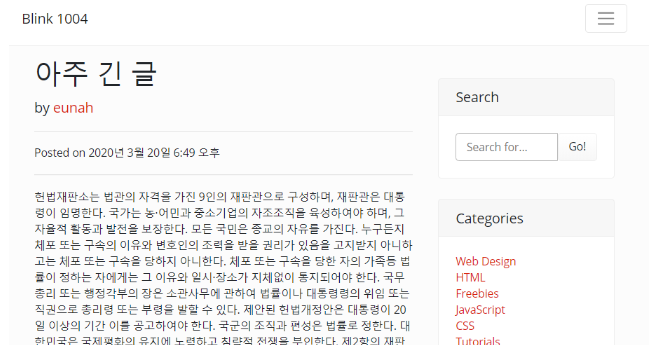 Blink 1004
아주 긴 글
by eunah
Posted on 2020년 3월 20일 6:49 오후
헌법재판소는 법관의 자격을 가진 9인의 재판관으로 구성하며, 재판관은 대통
령이 임명한다. 국가는 농·어민과 중소기업의 자조조직을 육성하여야 하며, 그
자율적 활동과 발전을 보장한다. 모든 국민은 종교의 자유를 가진다. 누구든지
체포 또는 구속의 이유와 변호인의 조력을 받을 권리가 있음을 고지받지 아니하
고는 체포 또는 구속을 당하지 아니한다. 체포 또는 구속을 당한 자의 가족등 법
률이 정하는 자에게는 그 이유와 일시·장소가 지체없이 통지되어야 한다. 국무
총리 또는 행정각부의 장은 소관사무에 관하여 법률이나 대통령령의 위임 또는
직권으로 총리령 또는 부령을 발할 수 있다. 제안된 헌법개정안은 대통령이 20
일 이상의 기간 이를 공고하여야 한다. 국군의 조직과 편성은 법률로 정한다. 대
한민국은 국제평화의 유지에 노력하고 침략적 전쟁을 부인한다. 제2항의 재판
Search
Search for...
Go!
Categories
Web Design
HTML
Freebies
JavaScript
CSS
Tutorials